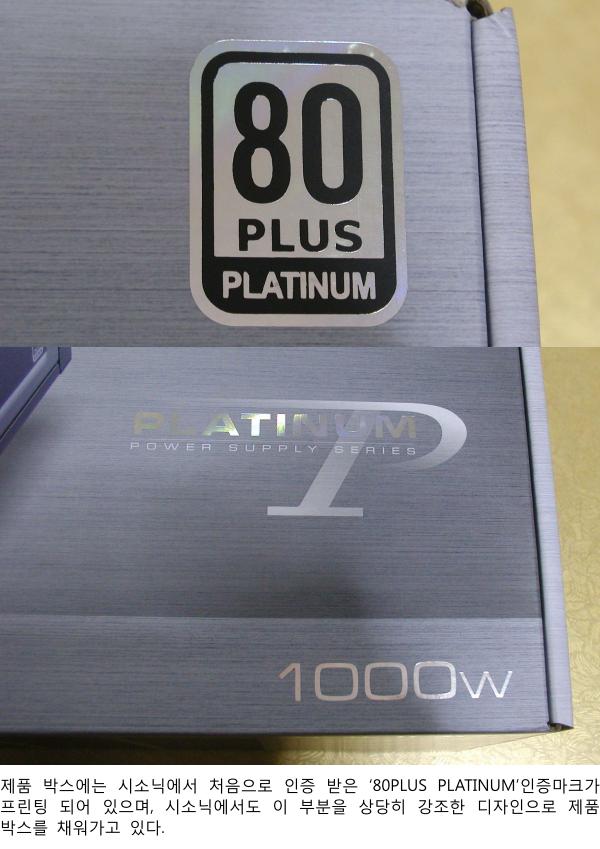 80
PLUS
PLATINUM
PLATINUM
POWER SUPPLY SERIES
P
1000W
제품 박스에는 시소닉에서 처음으로 인증 받은 ‘80PLUS PLATINUM’인증마크가
프린팅 되어 있으며, 시소닉에서도 이 부분을 상당히 강조한 디자인으로 제품
박스를 채워가고 있다.